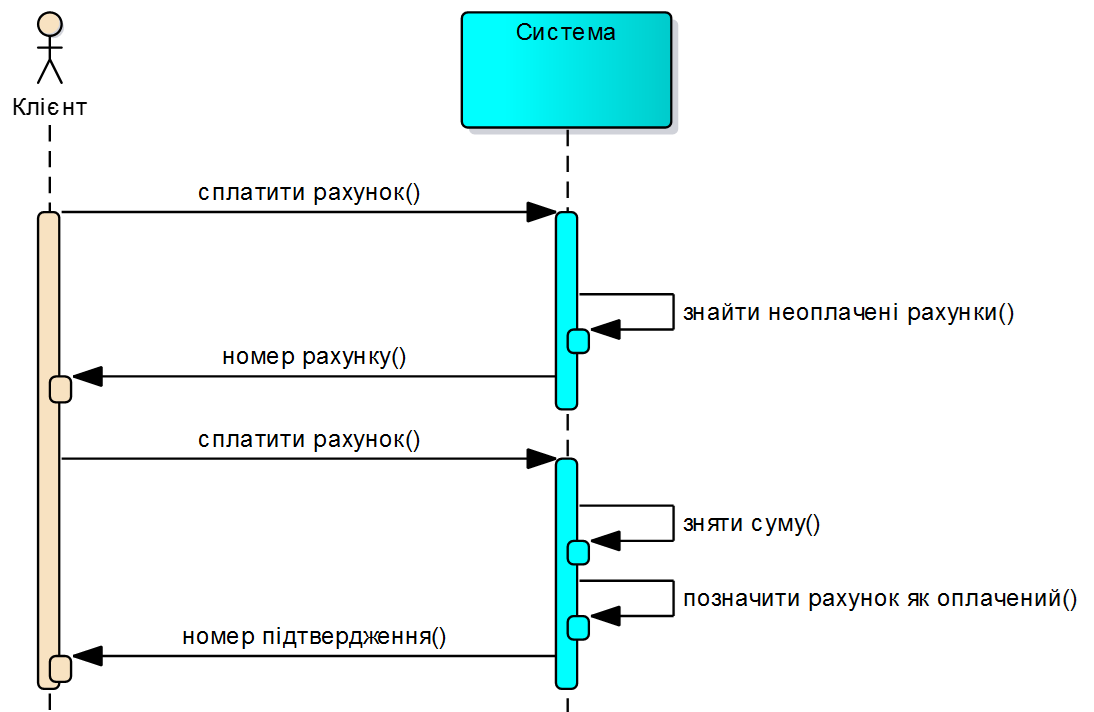 Система
Клієнт
сплатити рахунок()
знайти неоплачені рахунки()
номер рахунку()
сплатити рахунок()
зняти суму()
позначити рахунок як оплачений()
номер підтвердження()